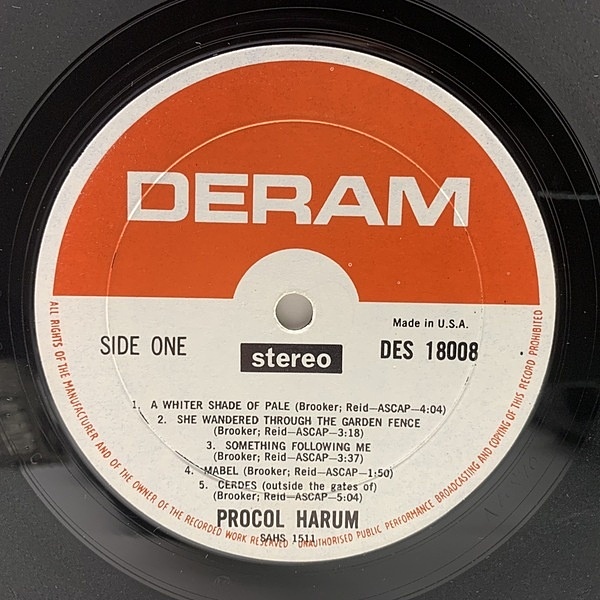 DERAM
SIDE ONE
stereo
Made in U.S.A.
DES 18008
1. A WHITER SHADE OF PALE (Brooker; Reid—ASCAP—4:04)
2. SHE WANDERED THROUGH THE GARDEN FENCE
(Brooker; Reid—ASCAP—3:18)
3. SOMETHING FOLLOWING ME
(Brooker; Reid—ASCAP—3:37)
4. MABEL (Brooker; Reid—ASCAP—1:50)
5. CERDES (outside the gates of)
(Brooker; Reid—ASCAP—5:04)
PROCOL HARUM
SAHS 1511
ALL RIGHTS OF THE MANUFACTURER AND OF THE OWNER OF THE RECORDED WORK RESERVED · UNAUTHORISED PUBLIC PERFORMANCE BROADCASTING AND COPYING OF THIS RECORD PROHIBITED